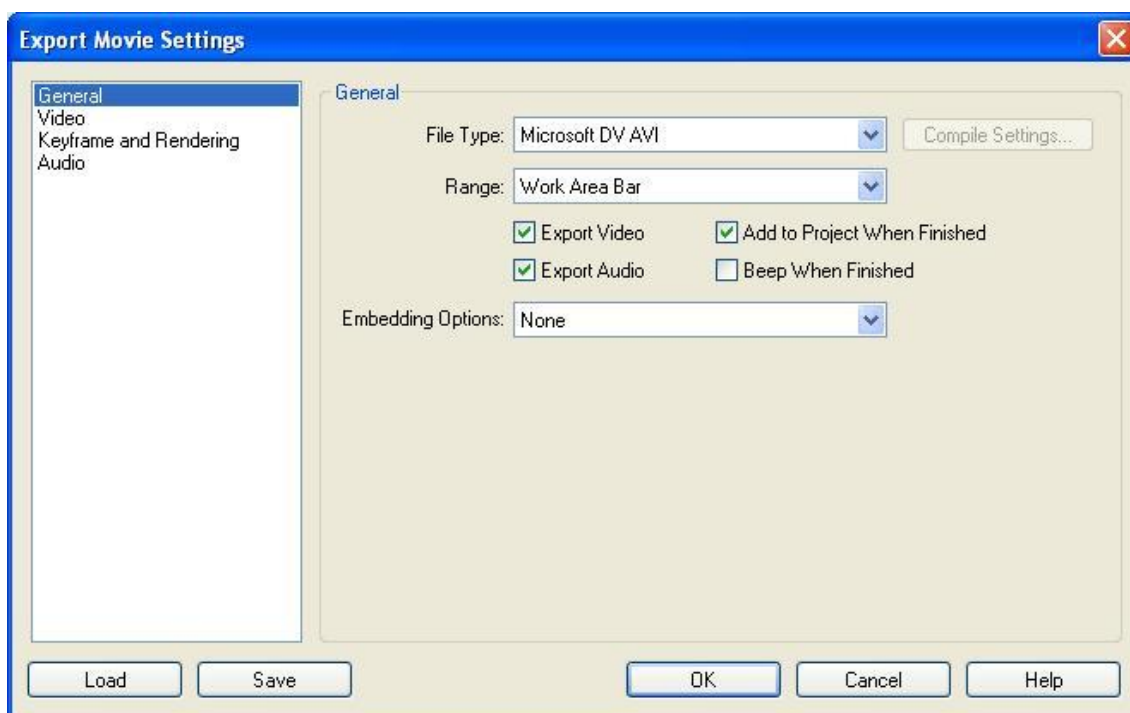 Export Movie Settings
General
Video
Keyframe and Rendering
Audio
General
File Type: Microsoft DV AVI Compile Settings...
Range: Work Area Bar
Export Video Add to Project When Finished
Export Audio Beep When Finished
Embedding Options: None
Load Save OK Cancel Help